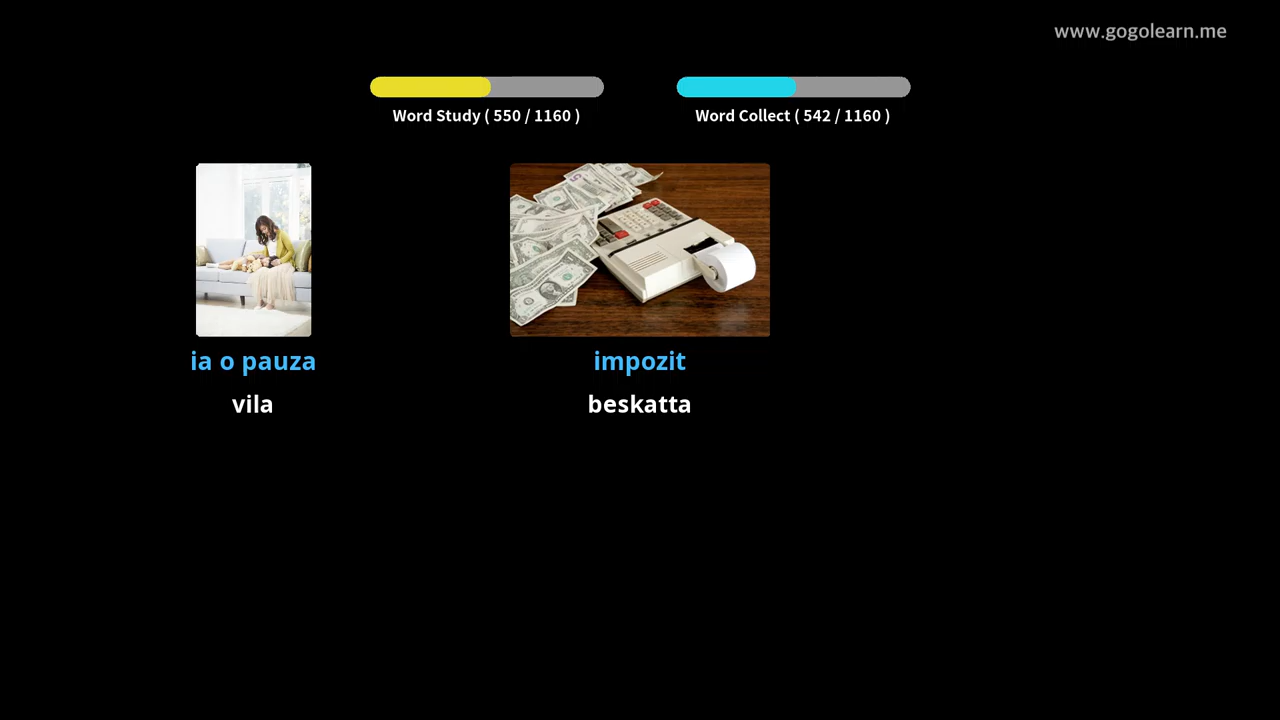 www.gogolearn.me
Word Study ( 550 / 1160 )
Word Collect ( 542 / 1160 )
ia o pauza
vila
impozit
beskatta